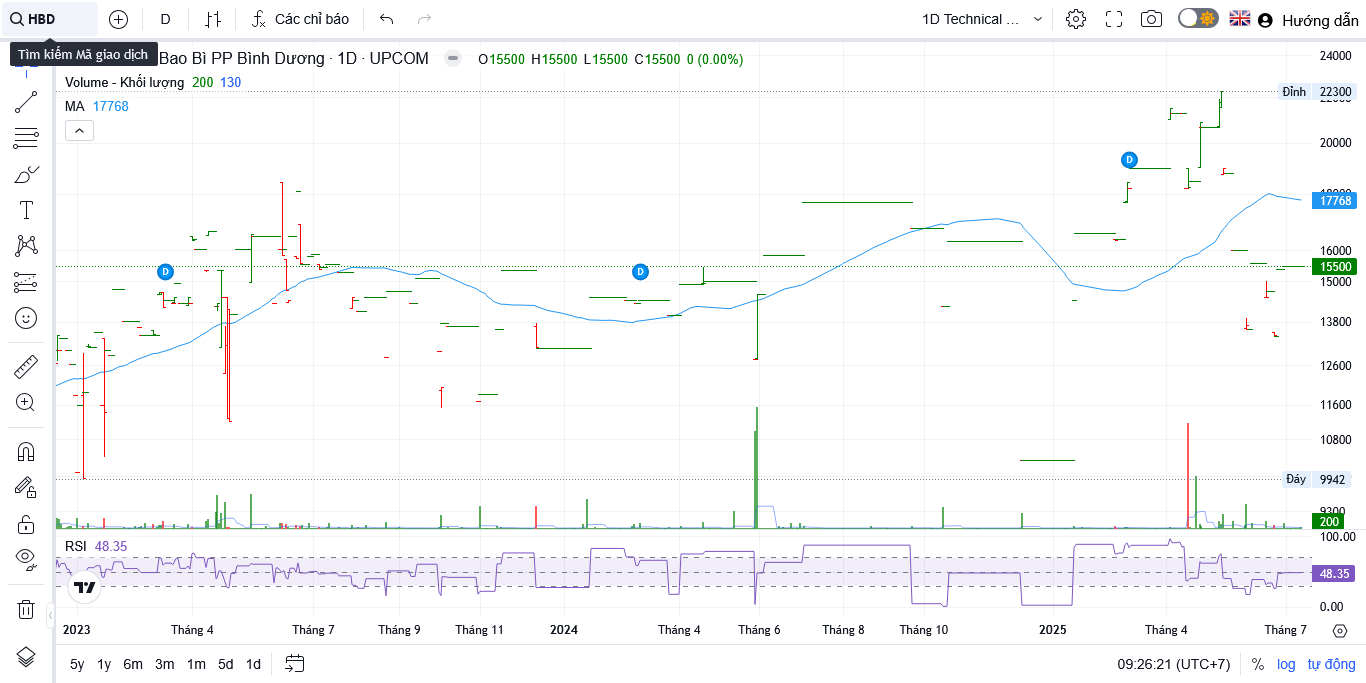 HBD
D
Các chỉ báo
1D Technical ...
Hướng dẫn
Tìm kiếm Mã giao dịch
Bao Bì PP Bình Dương · 1D · UPCOM
O15500 H15500 L15500 C15500 0 (0.00%)
Volume - Khối lượng 200 130
MA 17768
24000
Đỉnh 22300
20000
17768
16000
15500
15000
13800
12600
11600
10800
Đáy 9942
9300
200
D
D
D
RSI 48.35
100.00
48.35
0.00
2023
Tháng 4
Tháng 7
Tháng 9
Tháng 11
2024
Tháng 4
Tháng 6
Tháng 8
Tháng 10
2025
Tháng 4
Tháng 7
5y 1y 6m 3m 1m 5d 1d
09:26:21 (UTC+7)
% log tự động